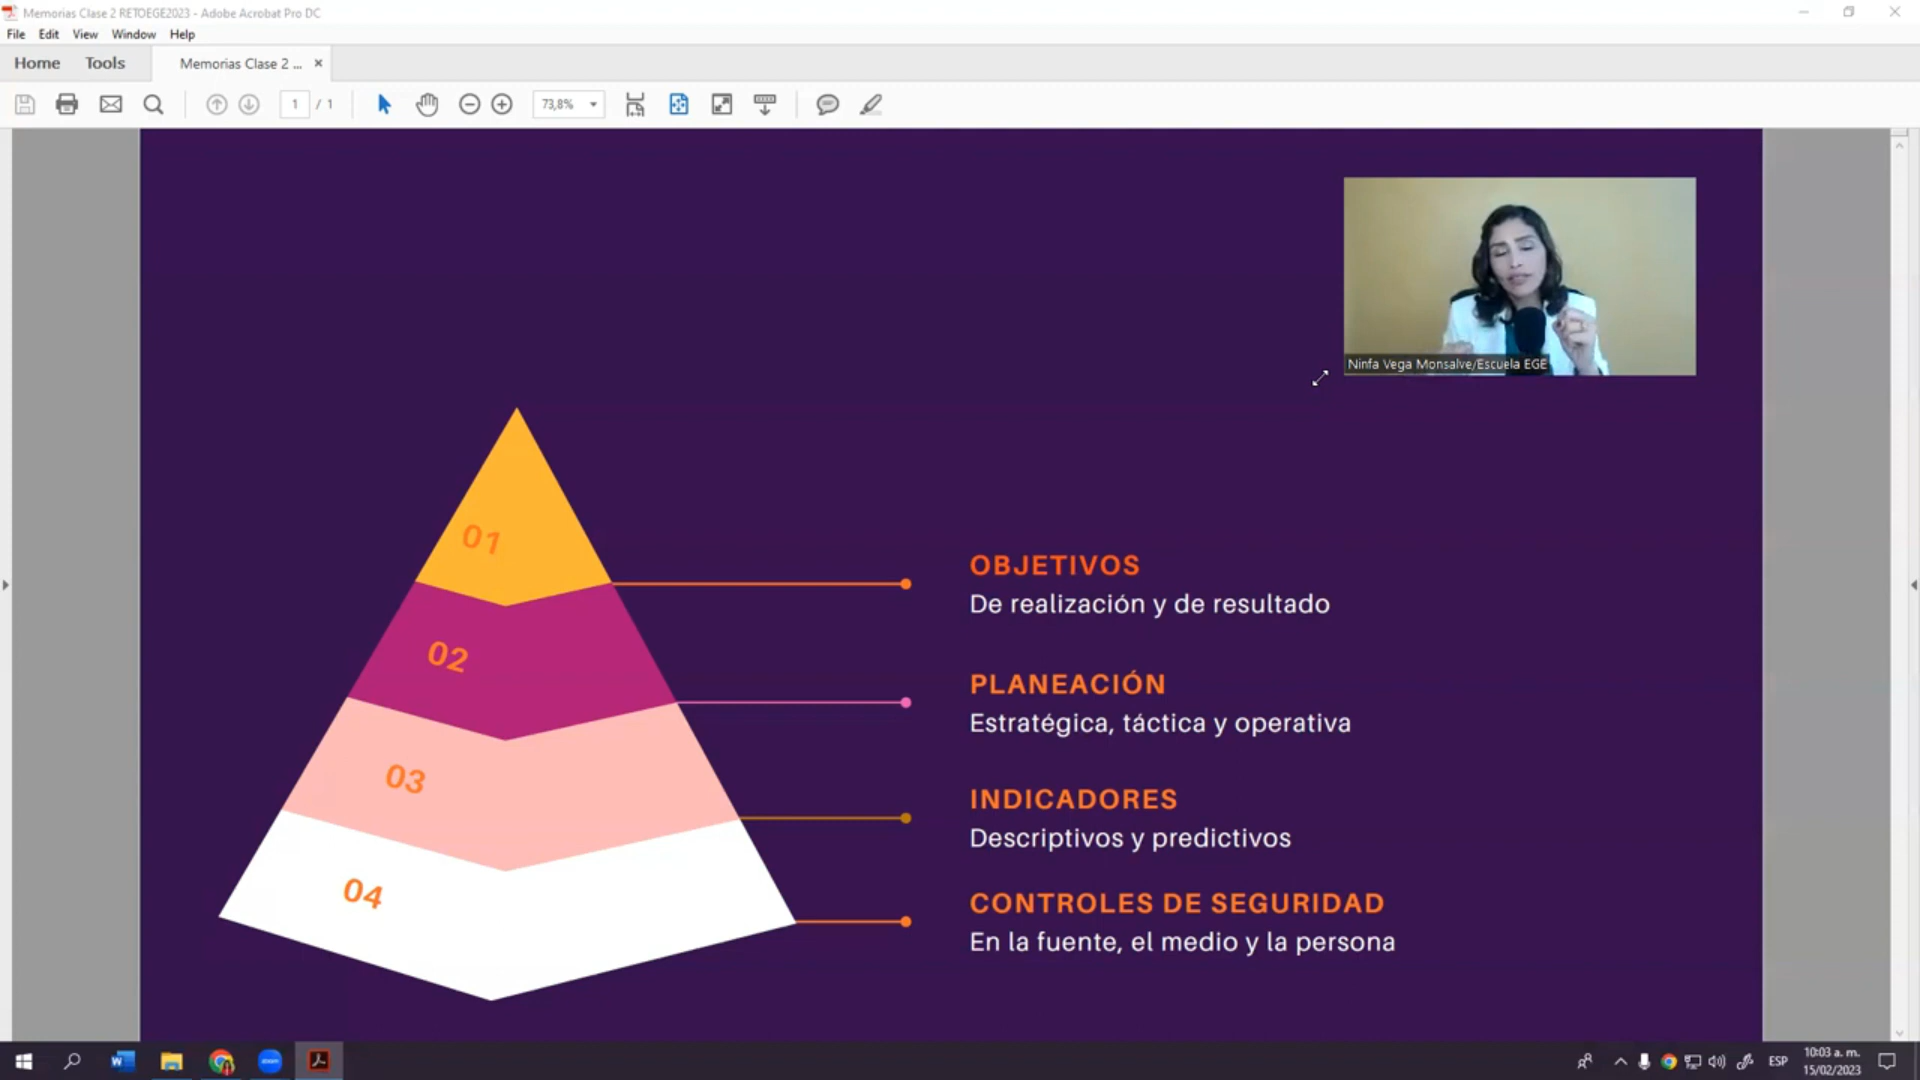 Memorias Clase 2 RETOEGE2023 - Adobe Acrobat Pro DC
File Edit View Window Help
Home Tools Memorias Clase 2 ... ×
1 / 1 73,8%
Ninfa Vega Monsalve/Escuela EGE
01
OBJETIVOS
De realización y de resultado
02
PLANEACIÓN
Estratégica, táctica y operativa
03
INDICADORES
Descriptivos y predictivos
04
CONTROLES DE SEGURIDAD
En la fuente, el medio y la persona
zoom
ESP
10:03 a. m.
15/02/2023